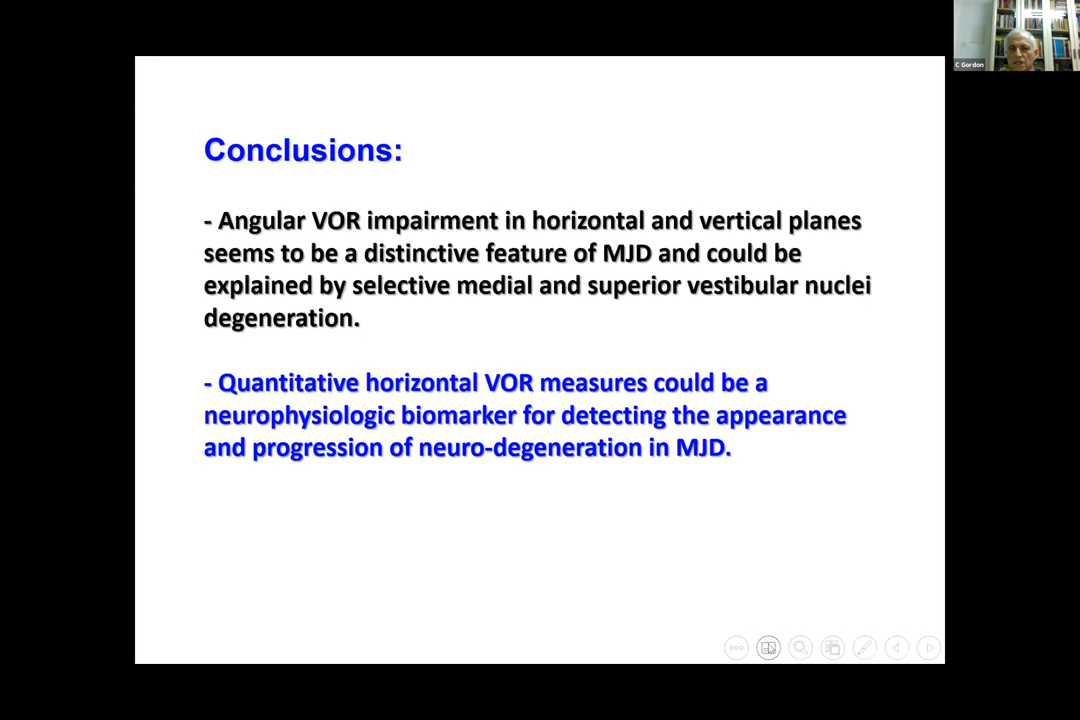 C Gordon
Conclusions:
- Angular VOR impairment in horizontal and vertical planes
seems to be a distinctive feature of MJD and could be
explained by selective medial and superior vestibular nuclei
degeneration.
- Quantitative horizontal VOR measures could be a
neurophysiologic biomarker for detecting the appearance
and progression of neuro-degeneration in MJD.